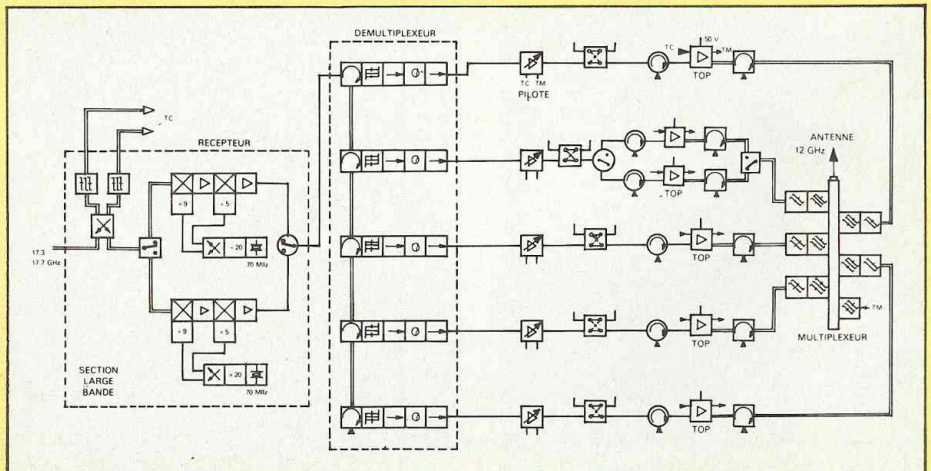 DEMULTIPLEXEUR
50 V
TC
TM
TOP
TC TM
PILOTE
TC
RECEPTEUR
ANTENNE
12 GHz
TOP
× 9
× 5
17.3
17.7 GHz
× 20
70 MHz
TOP
× 9
× 5
TM
MULTIPLEXEUR
TOP
SECTION
LARGE
BANDE
× 20
70 MHz
TOP